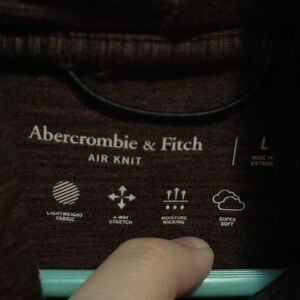 Abercrombie & Fitch
AIR KNIT
L
MADE IN
VIETNAM
LIGHTWEIGHT
FABRIC
4-WAY
STRETCH
MOISTURE
WICKING
SUPER
SOFT